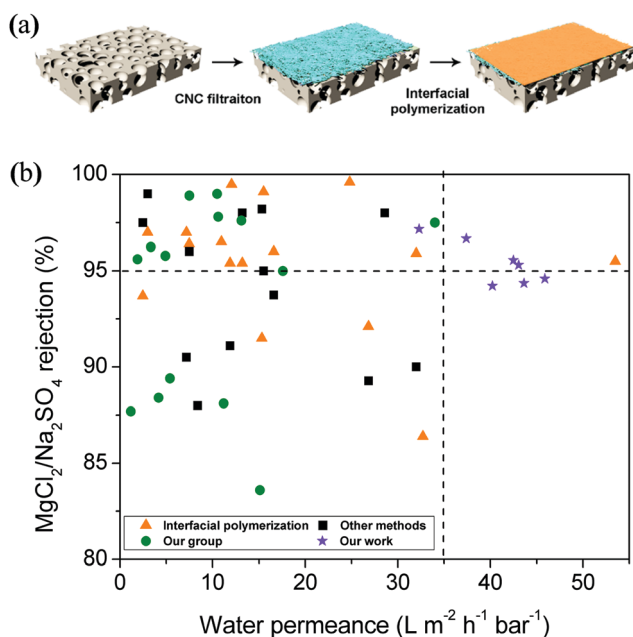 (a)
CNC filtraiton
Interfacial
polymerization
(b)
100
95
90
85
80
MgCl₂/Na₂SO₄ rejection (%)
Interfacial polymerization
Other methods
Our group
Our work
0 10 20 30 40 50
Water permeance (L m⁻² h⁻¹ bar⁻¹)